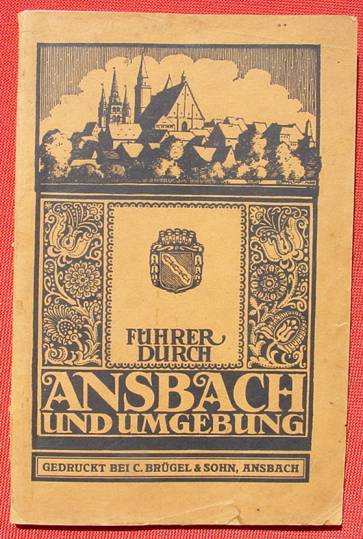 FÜHRER
DURCH
ANSBACH
UND UMGEBUNG
GEDRUCKT BEI C. BRÜGEL & SOHN, ANSBACH